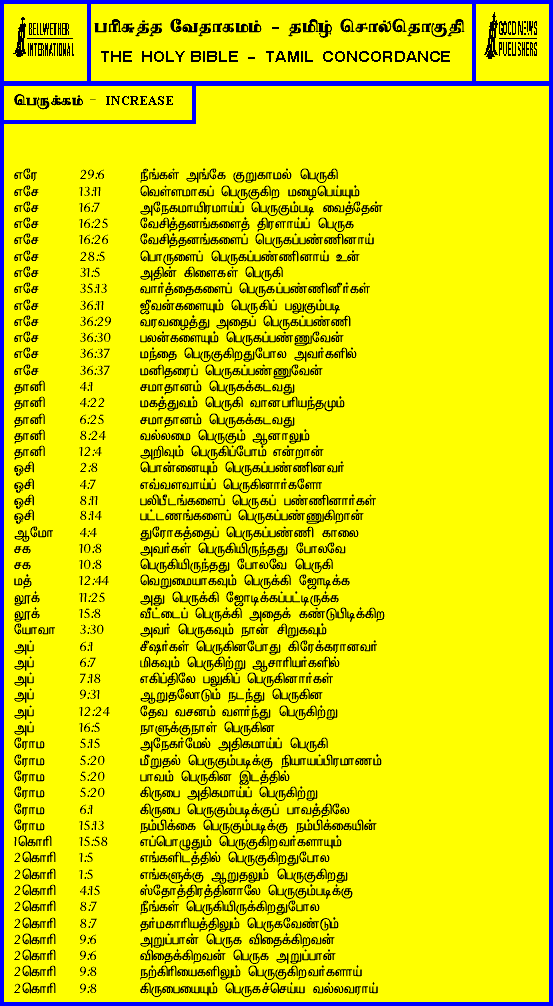 BELLWETHER
INTERNATIONAL
பரிசுத்த வேதாகமம் - தமிழ் சொல்தொகுதி
THE HOLY BIBLE - TAMIL CONCORDANCE
GOOD NEWS
PUBLISHERS
பெருக்கம் - INCREASE
எரே 29:6 நீங்கள் அங்கே குறுகாமல் பெருகி
எசே 13:11 வெள்ளமாகப் பெருகுகிற மழைபெய்யும்
எசே 16:7 அநேகமாயிரமாய்ப் பெருகும்படி வைத்தேன்
எசே 16:25 வேசித்தனங்களைத் திரளாய்ப் பெருக
எசே 16:26 வேசித்தனங்களைப் பெருகப்பண்ணினாய்
எசே 28:5 பொருளைப் பெருகப்பண்ணினாய் உன்
எசே 31:5 அதின் கிளைகள் பெருகி
எசே 35:13 வார்த்தைகளைப் பெருகப்பண்ணினீர்கள்
எசே 36:11 ஜீவன்களையும் பெருகிப் பலுகும்படி
எசே 36:29 வரவழைத்து அதைப் பெருகப்பண்ணி
எசே 36:30 பலன்களையும் பெருகப்பண்ணுவேன்
எசே 36:37 மந்தை பெருகுகிறதுபோல அவர்களில்
எசே 36:37 மனிதரைப் பெருகப்பண்ணுவேன்
தானி 4:1 சமாதானம் பெருகக்கடவது
தானி 4:22 மகத்துவம் பெருகி வானபரியந்தமும்
தானி 6:25 சமாதானம் பெருகக்கடவது
தானி 8:24 வல்லமை பெருகும் ஆனாலும்
தானி 12:4 அறிவும் பெருகிப்போம் என்றான்
ஓசி 2:8 பொன்னையும் பெருகப்பண்ணினவர்
ஓசி 4:7 எவ்வளவாய்ப் பெருகினார்களோ
ஓசி 8:11 பலிபீடங்களைப் பெருகப் பண்ணினார்கள்
ஓசி 8:14 பட்டணங்களைப் பெருகப்பண்ணுகிறான்
ஆமோ 4:4 துரோகத்தைப் பெருகப்பண்ணி காலை
சக 10:8 அவர்கள் பெருகியிருந்தது போலவே
சக 10:8 பெருகியிருந்தது போலவே பெருகி
மத் 12:44 வெறுமையாகவும் பெருக்கி ஜோடிக்க
லூக் 11:25 அது பெருக்கி ஜோடிக்கப்பட்டிருக்க
லூக் 15:8 வீட்டைப் பெருக்கி அதைக் கண்டுபிடிக்கிற
யோவா 3:30 அவர் பெருகவும் நான் சிறுகவும்
அப் 6:1 சீஷர்கள் பெருகினபோது கிரேக்கரானவர்
அப் 6:7 மிகவும் பெருகிற்று ஆசாரியர்களில்
அப் 7:18 எகிப்திலே பலுகிப் பெருகினார்கள்
அப் 9:31 ஆறுதலோடும் நடந்து பெருகின
அப் 12:24 தேவ வசனம் வளர்ந்து பெருகிற்று
அப் 16:5 நாளுக்குநாள் பெருகின
ரோம 5:15 அநேகர்மேல் அதிகமாய்ப் பெருகி
ரோம 5:20 மீறுதல் பெருகும்படிக்கு நியாயப்பிரமாணம்
ரோம 5:20 பாவம் பெருகின இடத்தில்
ரோம 5:20 கிருபை அதிகமாய்ப் பெருகிற்று
ரோம 6:1 கிருபை பெருகும்படிக்குப் பாவத்திலே
ரோம 15:13 நம்பிக்கை பெருகும்படிக்கு நம்பிக்கையின்
1கொரி 15:58 எப்பொழுதும் பெருகுகிறவர்களாயும்
2கொரி 1:5 எங்களிடத்தில் பெருகுகிறதுபோல
2கொரி 1:5 எங்களுக்கு ஆறுதலும் பெருகுகிறது
2கொரி 4:15 ஸ்தோத்திரத்தினாலே பெருகும்படிக்கு
2கொரி 8:7 நீங்கள் பெருகியிருக்கிறதுபோல
2கொரி 8:7 தர்மகாரியத்திலும் பெருகவேண்டும்
2கொரி 9:6 அறுப்பான் பெருக விதைக்கிறவன்
2கொரி 9:6 விதைக்கிறவன் பெருக அறுப்பான்
2கொரி 9:8 நற்கிரியைகளிலும் பெருகுகிறவர்களாய்
2கொரி 9:8 கிருபையையும் பெருகச்செய்ய வல்லவராய்